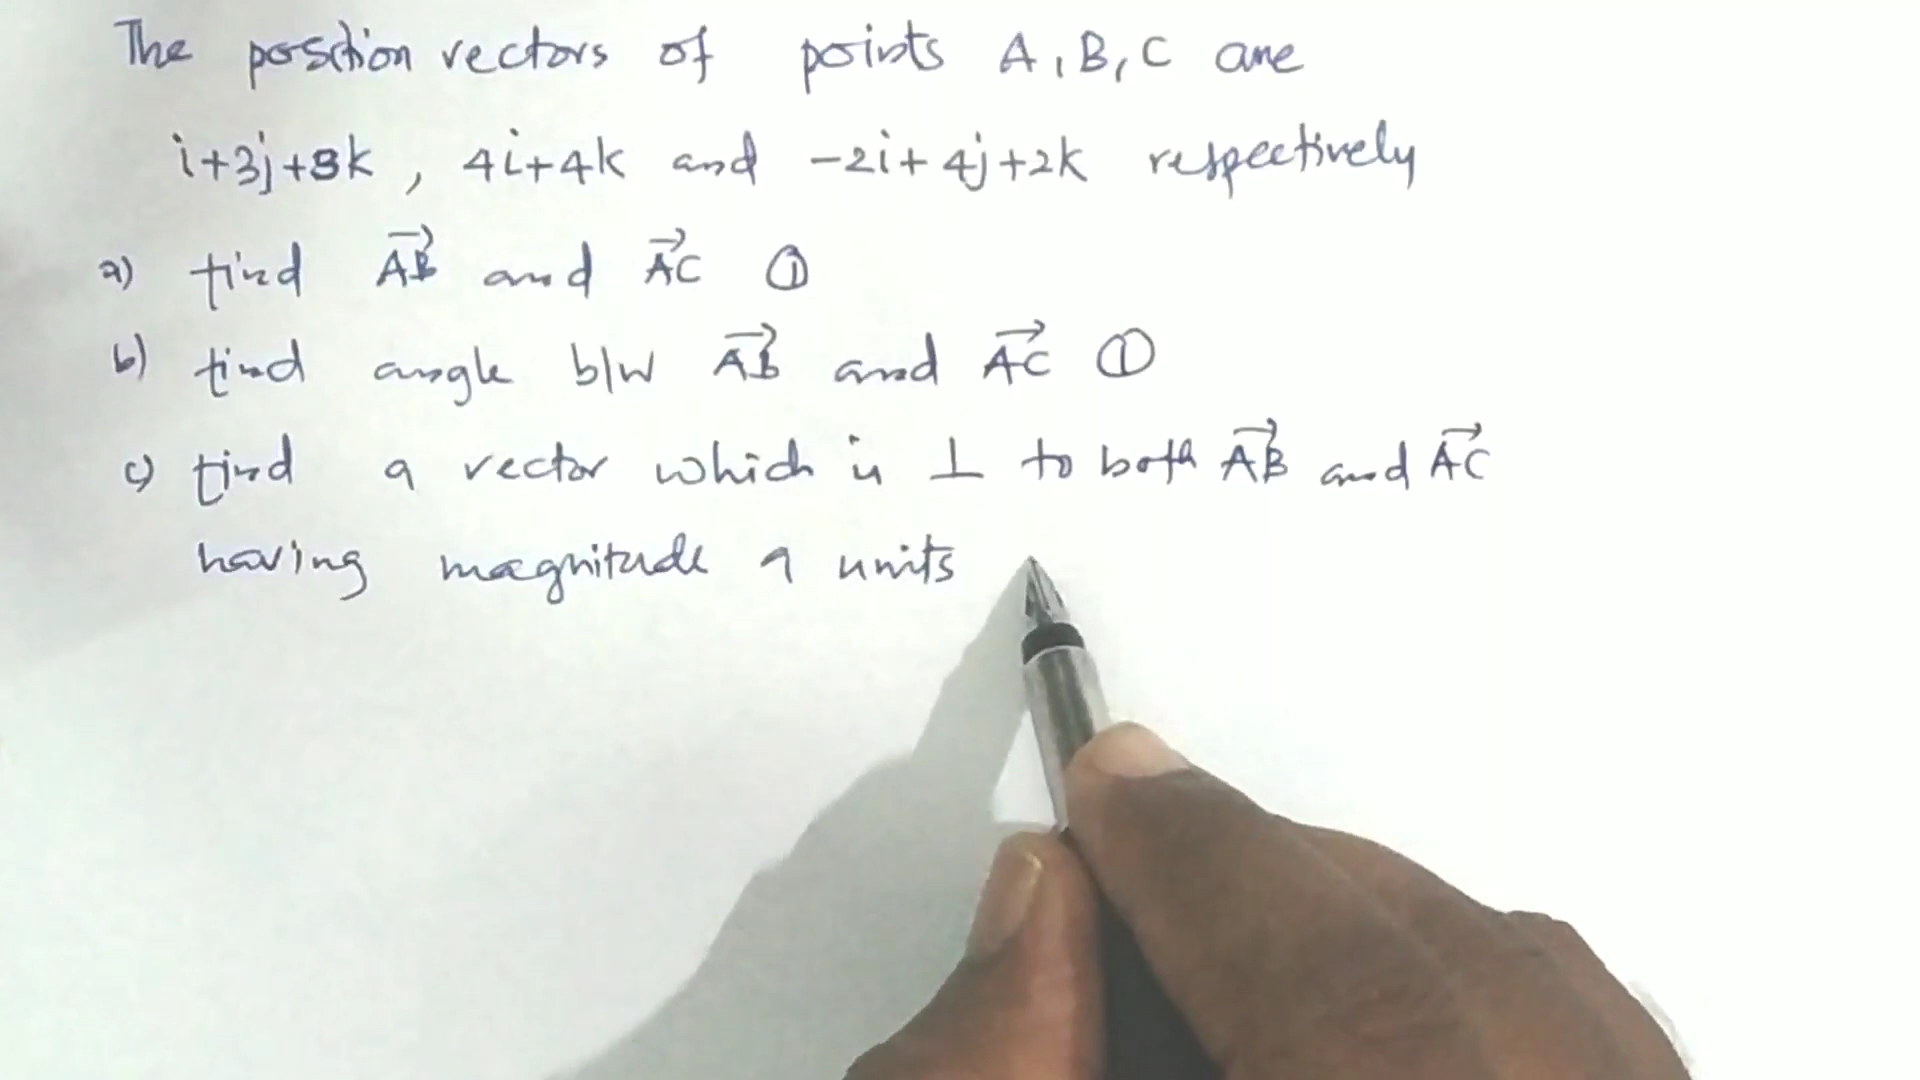 The position vectors of points A, B, C are
i+3j+8k, 4i+4k and -2i+4j+2k respectively
a) find AB⃗ and AC⃗ ①
b) find angle b/w AB⃗ and AC⃗ ①
c) find a vector which is ⊥ to both AB⃗ and AC⃗
having magnitude 9 units